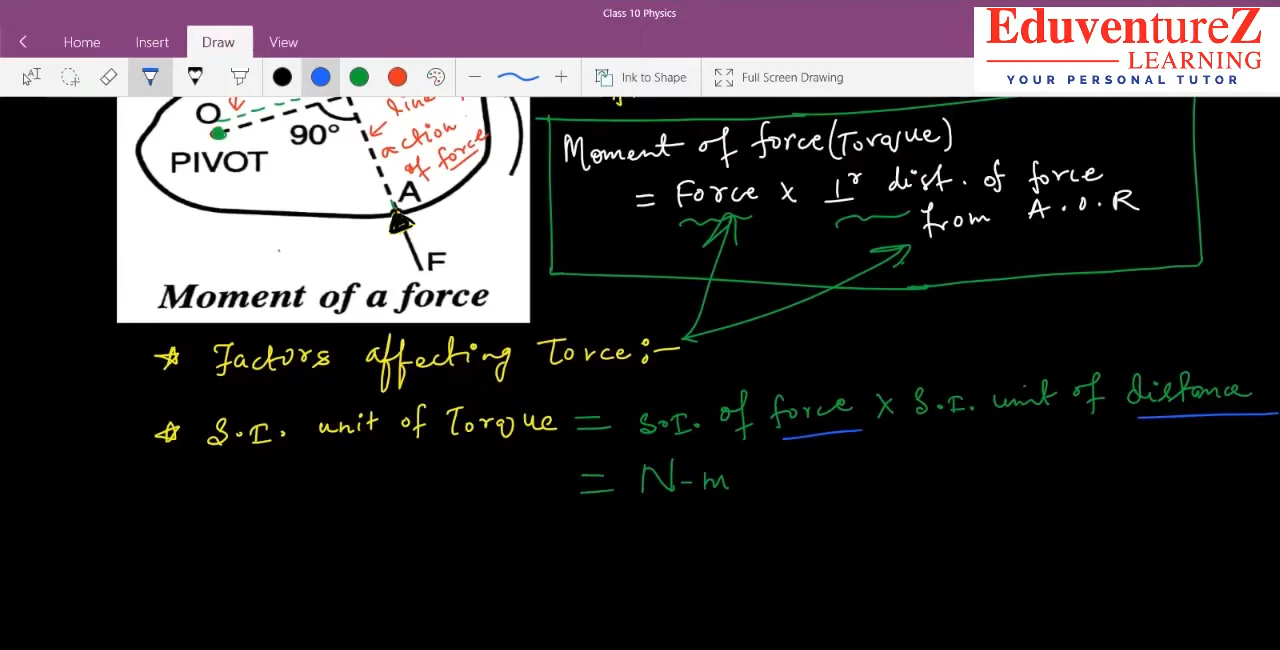 Class 10 Physics
Home Insert Draw View
EduventureZ
LEARNING
YOUR PERSONAL TUTOR
Ink to Shape Full Screen Drawing
O
90°
PIVOT
line
action
of force
A
F
Moment of a force
Moment of force (Torque)
= Force × ⊥r dist. of force
from A.O.R
* Factors affecting Torce:-
* S.I. unit of Torque = S.I. of force × S.I. unit of distance
= N-m